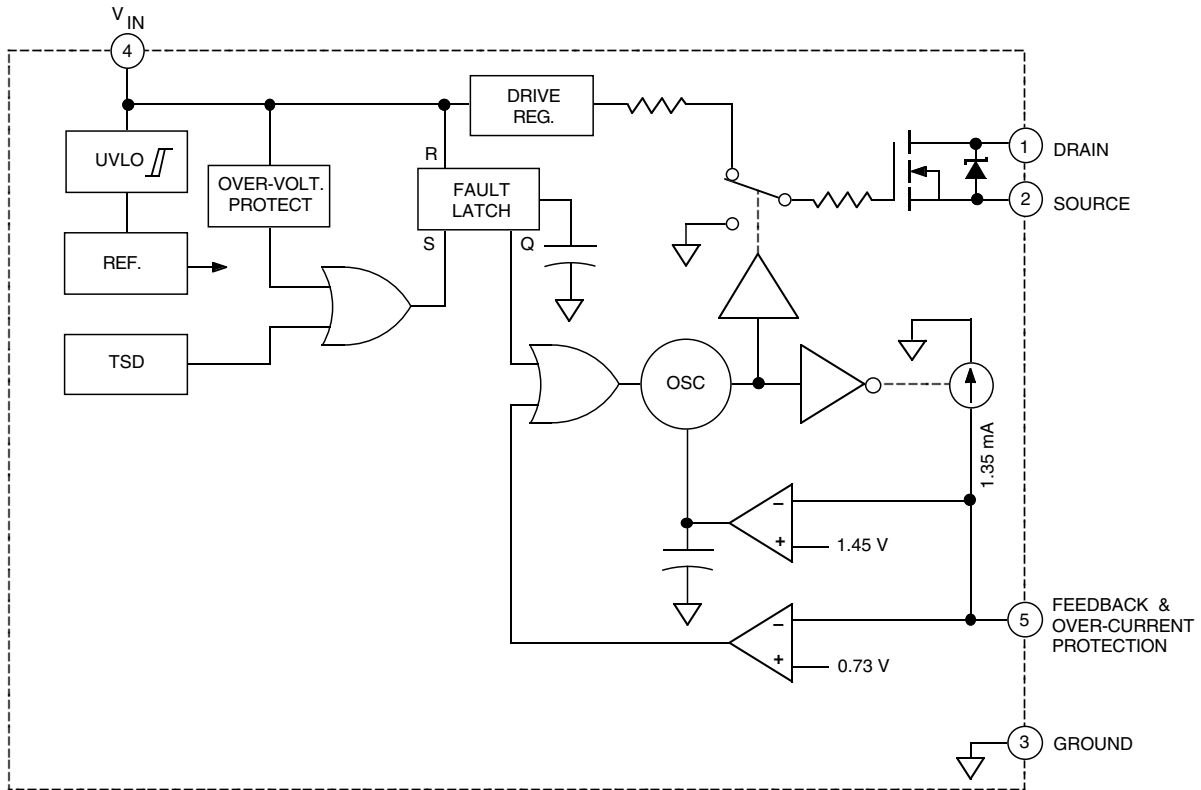 V IN
4
DRIVE
REG.
UVLO
OVER-VOLT.
PROTECT
R
FAULT
LATCH
S
Q
REF.
TSD
OSC
1
DRAIN
2
SOURCE
1.35 mA
–
+
1.45 V
–
+
0.73 V
5
FEEDBACK &
OVER-CURRENT
PROTECTION
3
GROUND